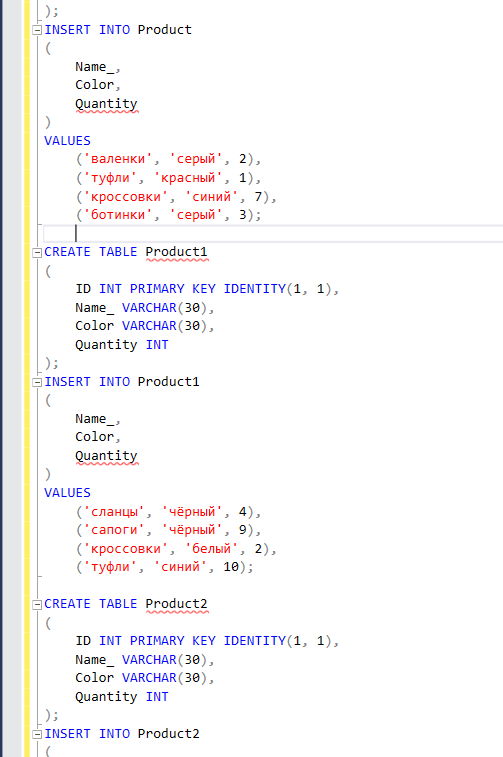 );
INSERT INTO Product
(
    Name_,
    Color,
    Quantity
)
VALUES
    ('валенки', 'серый', 2),
    ('туфли', 'красный', 1),
    ('кроссовки', 'синий', 7),
    ('ботинки', 'серый', 3);
CREATE TABLE Product1
(
    ID INT PRIMARY KEY IDENTITY(1, 1),
    Name_ VARCHAR(30),
    Color VARCHAR(30),
    Quantity INT
);
INSERT INTO Product1
(
    Name_,
    Color,
    Quantity
)
VALUES
    ('сланцы', 'чёрный', 4),
    ('сапоги', 'чёрный', 9),
    ('кроссовки', 'белый', 2),
    ('туфли', 'синий', 10);
CREATE TABLE Product2
(
    ID INT PRIMARY KEY IDENTITY(1, 1),
    Name_ VARCHAR(30),
    Color VARCHAR(30),
    Quantity INT
);
INSERT INTO Product2
(